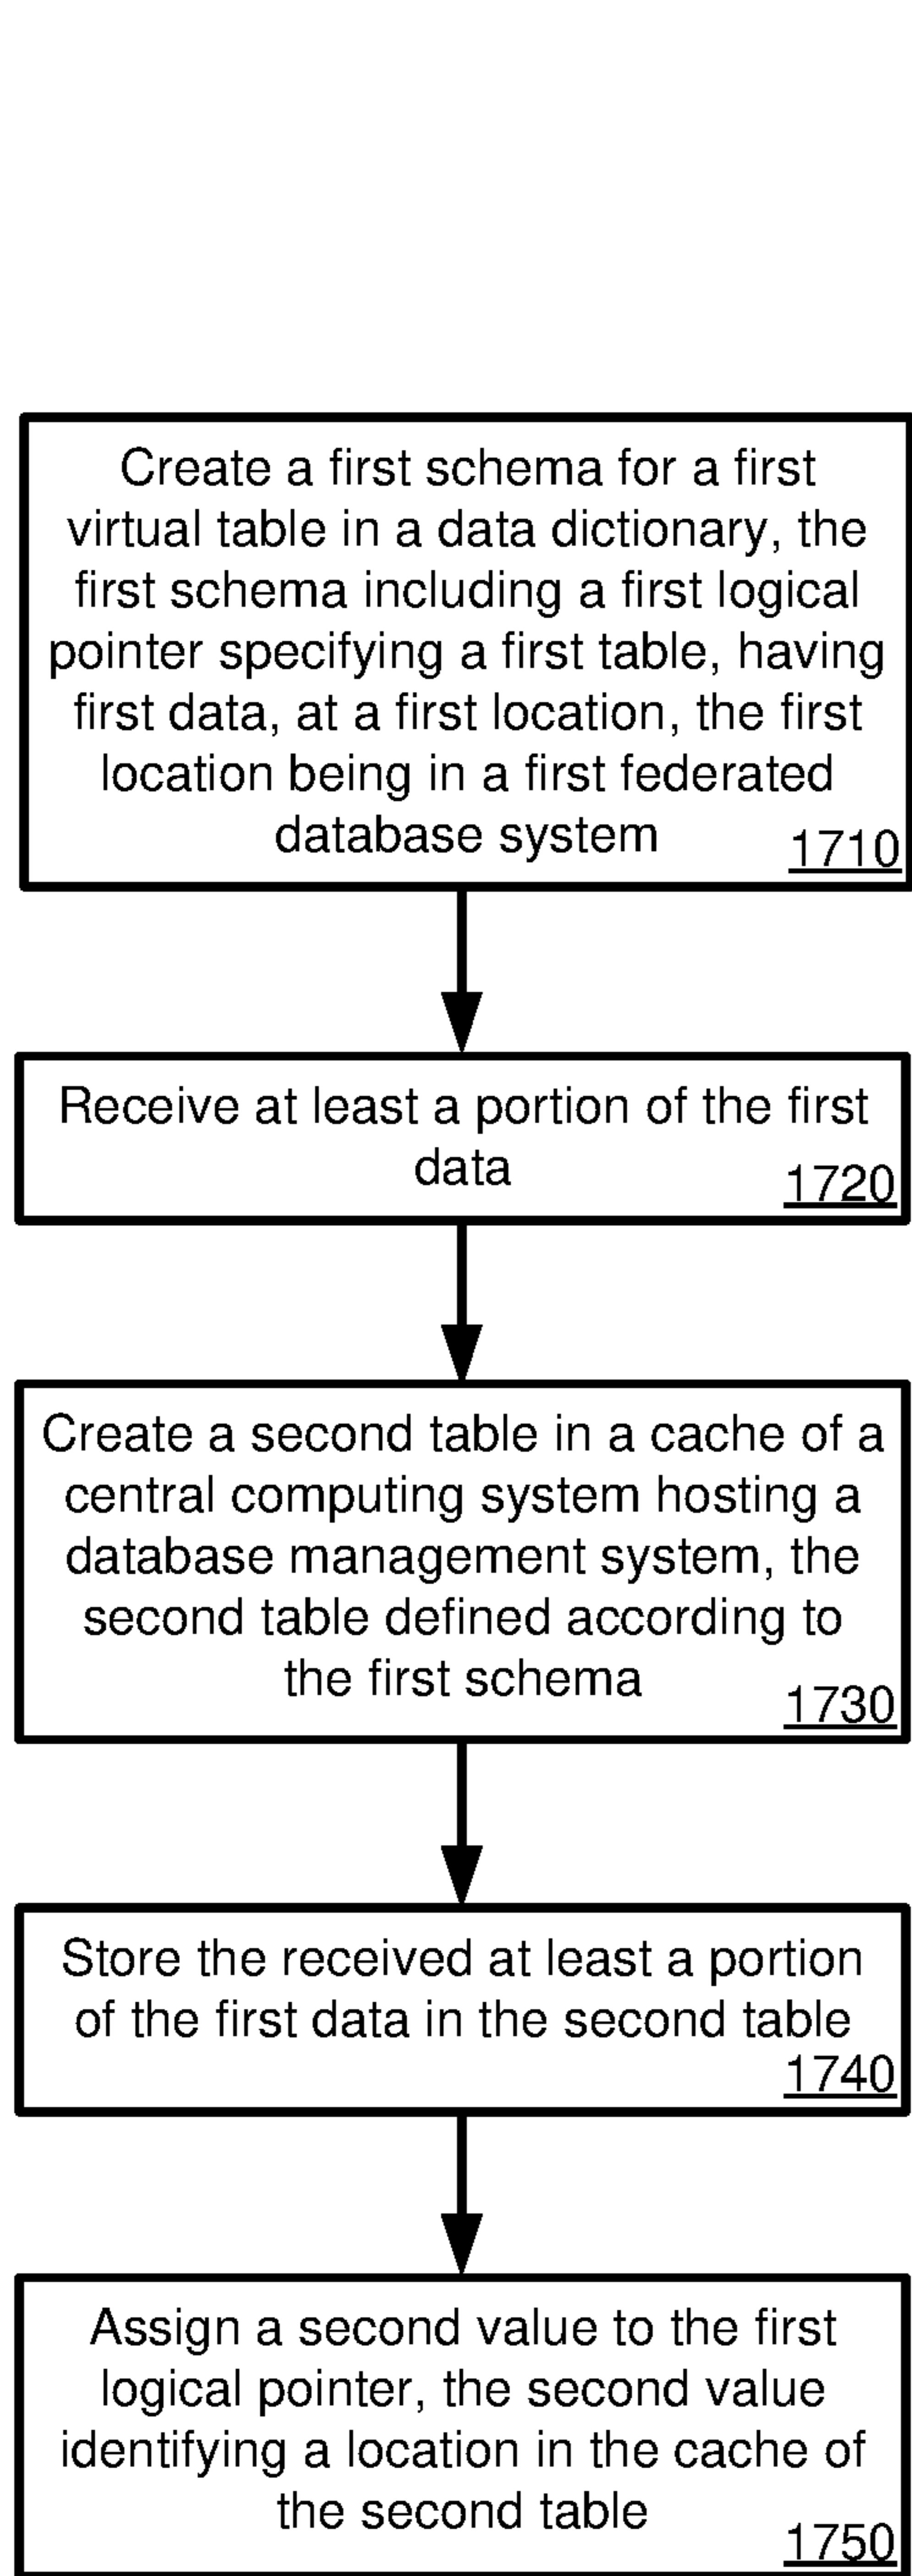 Create a first schema for a first
virtual table in a data dictionary, the
first schema including a first logical
pointer specifying a first table, having
first data, at a first location, the first
location being in a first federated
database system
1710
Receive at least a portion of the first
data
1720
Create a second table in a cache of a
central computing system hosting a
database management system, the
second table defined according to
the first schema
1730
Store the received at least a portion
of the first data in the second table
1740
Assign a second value to the first
logical pointer, the second value
identifying a location in the cache of
the second table
1750